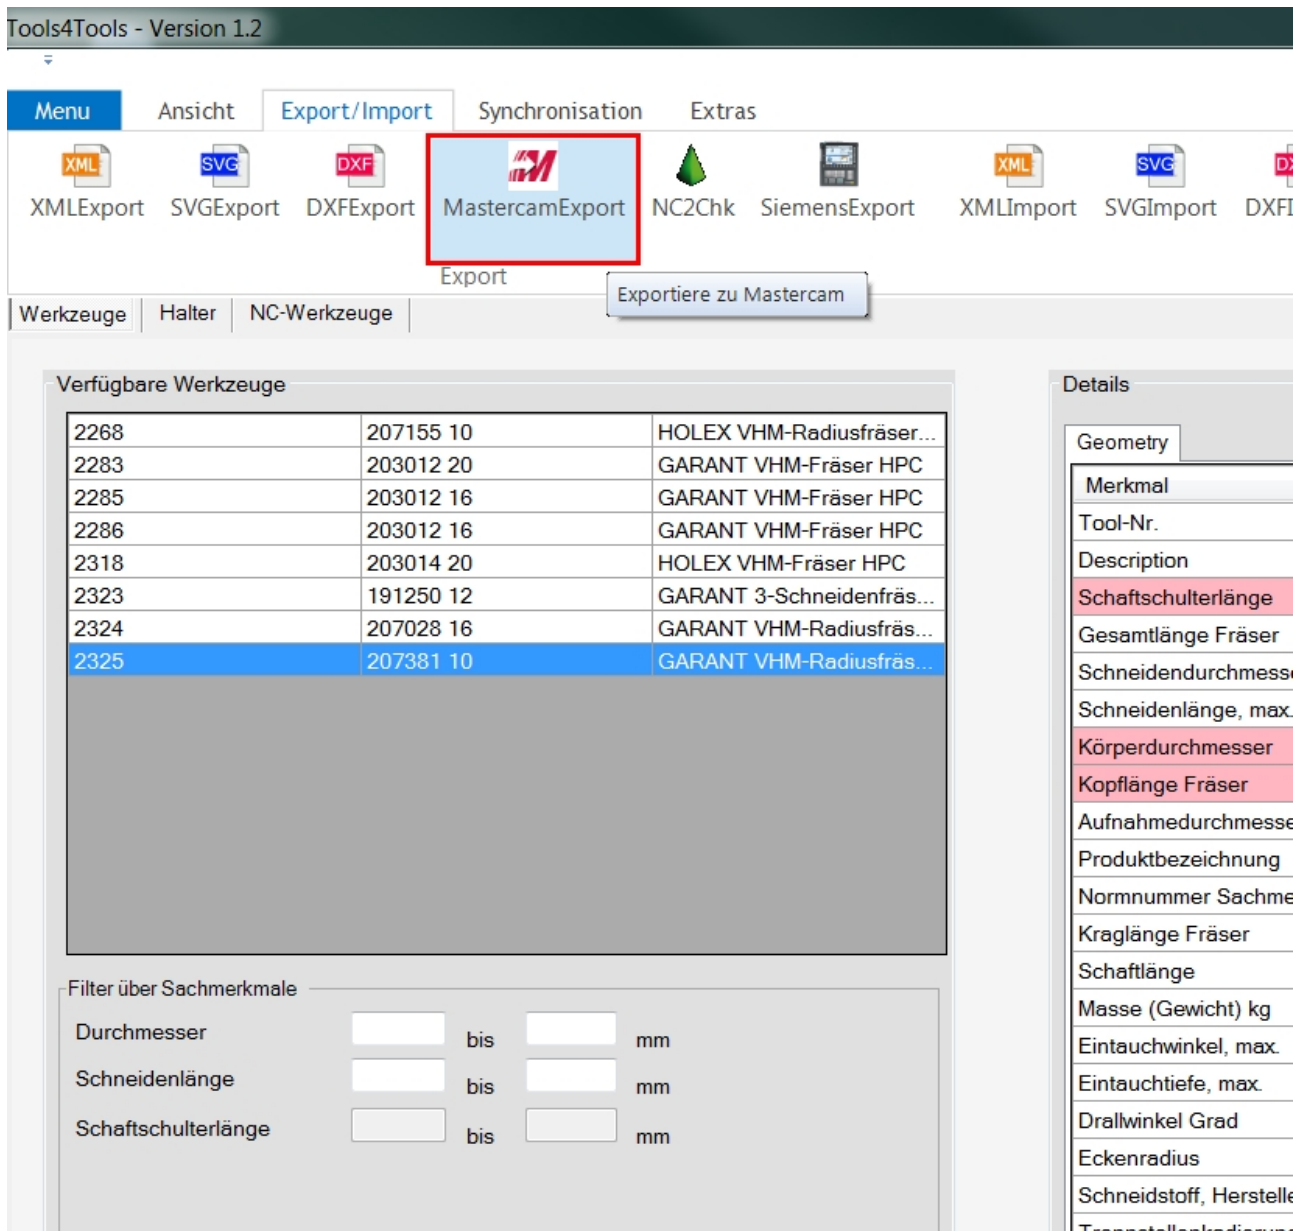 Tools4Tools - Version 1.2
Menu Ansicht Export/Import Synchronisation Extras
XML SVG DXF XML SVG
XMLExport SVGExport DXFExport MastercamExport NC2Chk SiemensExport XMLImport SVGImport
Export
Exportiere zu Mastercam
Werkzeuge Halter NC-Werkzeuge
Verfügbare Werkzeuge
2268 207155 10 HOLEX VHM-Radiusfräser...
2283 203012 20 GARANT VHM-Fräser HPC
2285 203012 16 GARANT VHM-Fräser HPC
2286 203012 16 GARANT VHM-Fräser HPC
2318 203014 20 HOLEX VHM-Fräser HPC
2323 191250 12 GARANT 3-Schneidenfräs...
2324 207028 16 GARANT VHM-Radiusfräs...
2325 207381 10 GARANT VHM-Radiusfräs...
Filter über Sachmerkmale
Durchmesser bis mm
Schneidenlänge bis mm
Schaftschulterlänge bis mm
Details
Geometry
Merkmal
Tool-Nr.
Description
Schaftschulterlänge
Gesamtlänge Fräser
Schneidendurchmesse
Schneidenlänge, max.
Körperdurchmesser
Kopflänge Fräser
Aufnahmedurchmesse
Produktbezeichnung
Normnummer Sachme
Kraglänge Fräser
Schaftlänge
Masse (Gewicht) kg
Eintauchwinkel, max.
Eintauchtiefe, max.
Drallwinkel Grad
Eckenradius
Schneidstoff, Herstelle